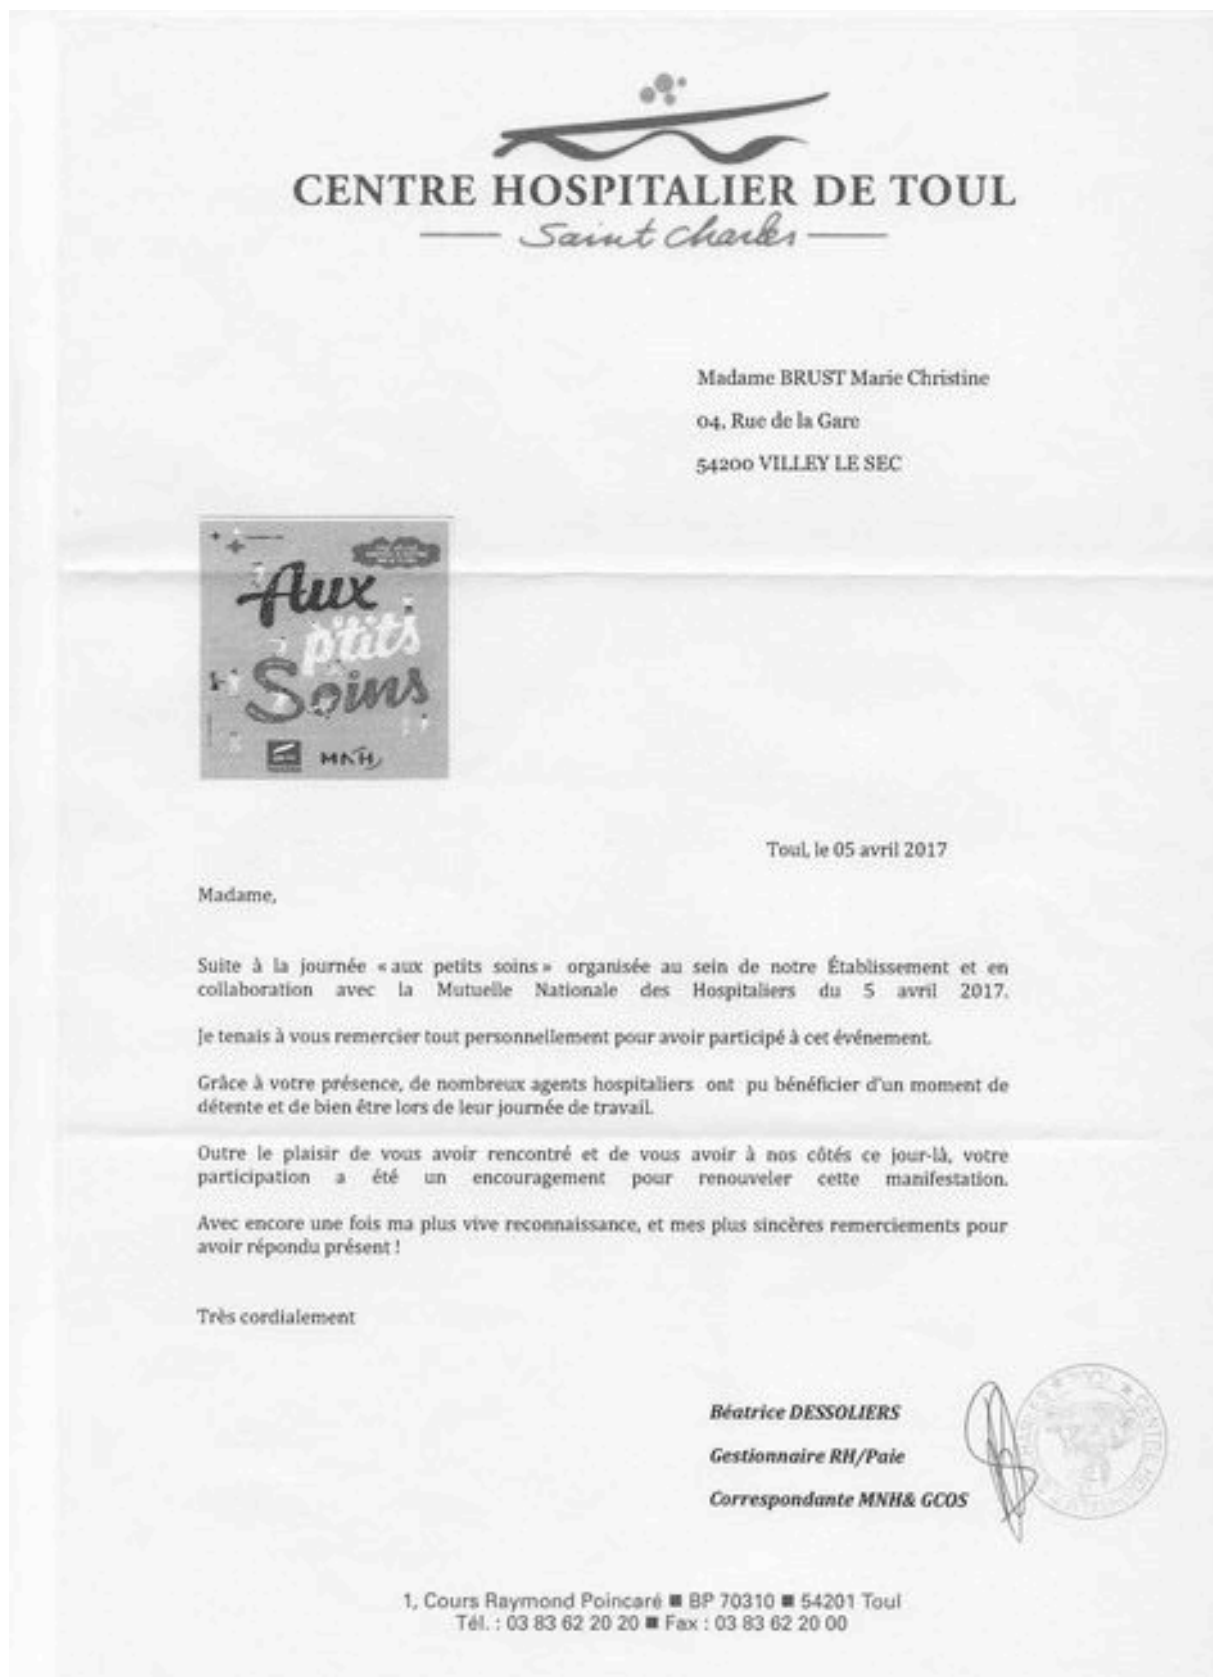 CENTRE HOSPITALIER DE TOUL
Saint Charles
Madame BRUST Marie Christine
04, Rue de la Gare
54200 VILLEY LE SEC
Aux
p'tits
Soins
MNH
Toul, le 05 avril 2017
Madame,
Suite à la journée « aux petits soins » organisée au sein de notre Établissement et en
collaboration avec la Mutuelle Nationale des Hospitaliers du 5 avril 2017.
Je tenais à vous remercier tout personnellement pour avoir participé à cet événement.
Grâce à votre présence, de nombreux agents hospitaliers ont pu bénéficier d'un moment de
détente et de bien être lors de leur journée de travail.
Outre le plaisir de vous avoir rencontré et de vous avoir à nos côtés ce jour-là, votre
participation a été un encouragement pour renouveler cette manifestation.
Avec encore une fois ma plus vive reconnaissance, et mes plus sincères remerciements pour
avoir répondu présent !
Très cordialement
Béatrice DESSOLIERS
Gestionnaire RH/Paie
Correspondante MNH& GCOS
1, Cours Raymond Poincaré ■ BP 70310 ■ 54201 Toul
Tél. : 03 83 62 20 20 ■ Fax : 03 83 62 20 00